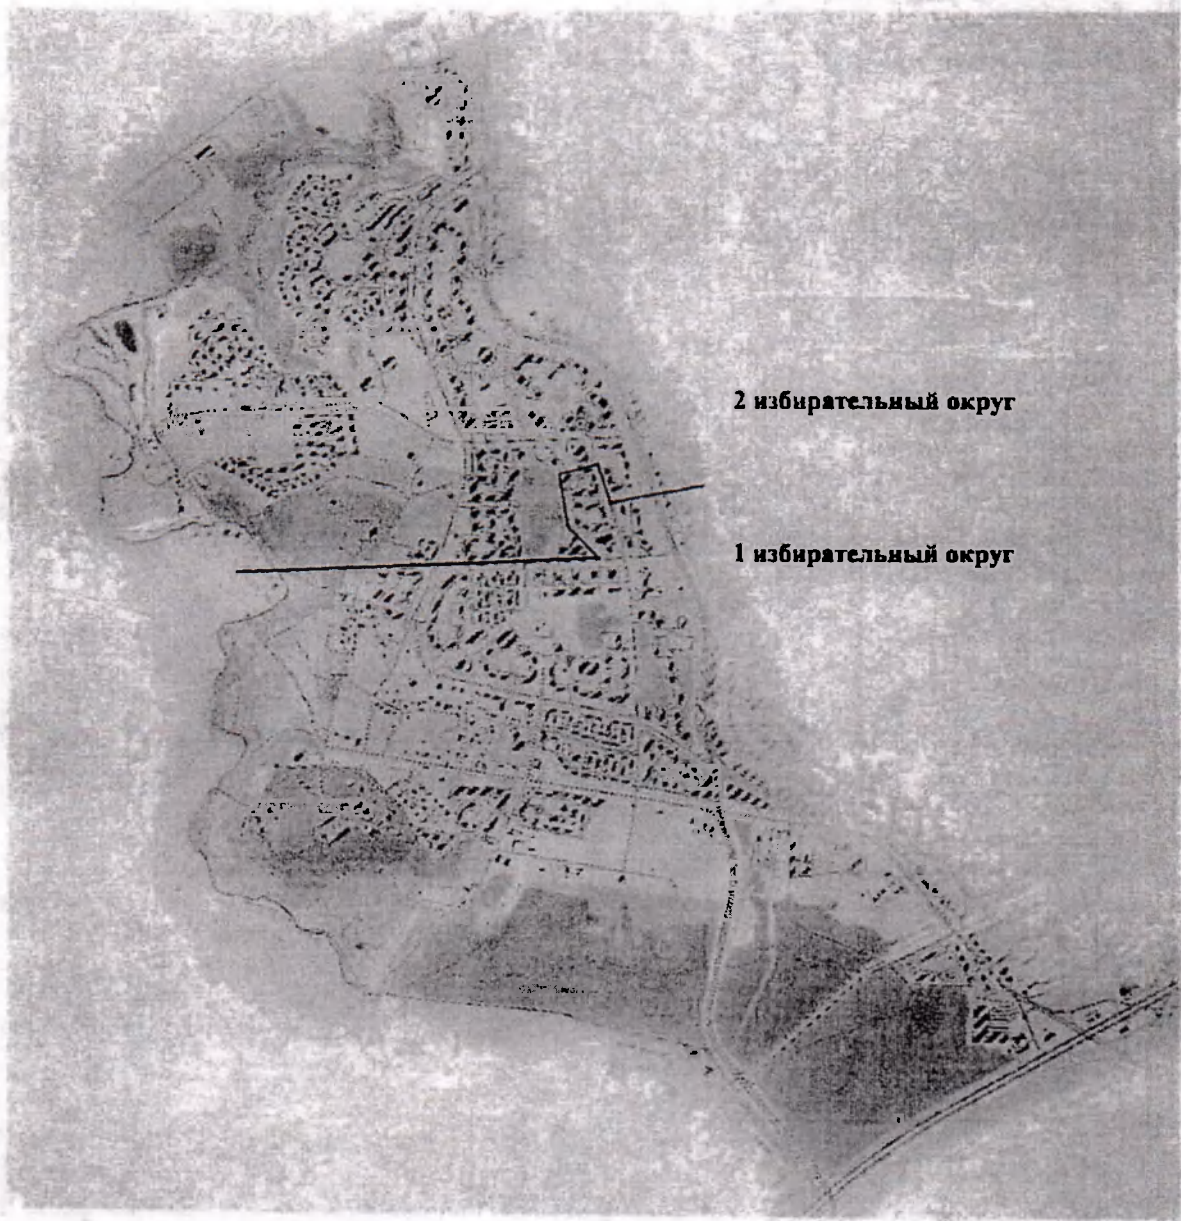 2 избирательный округ
1 избирательный округ